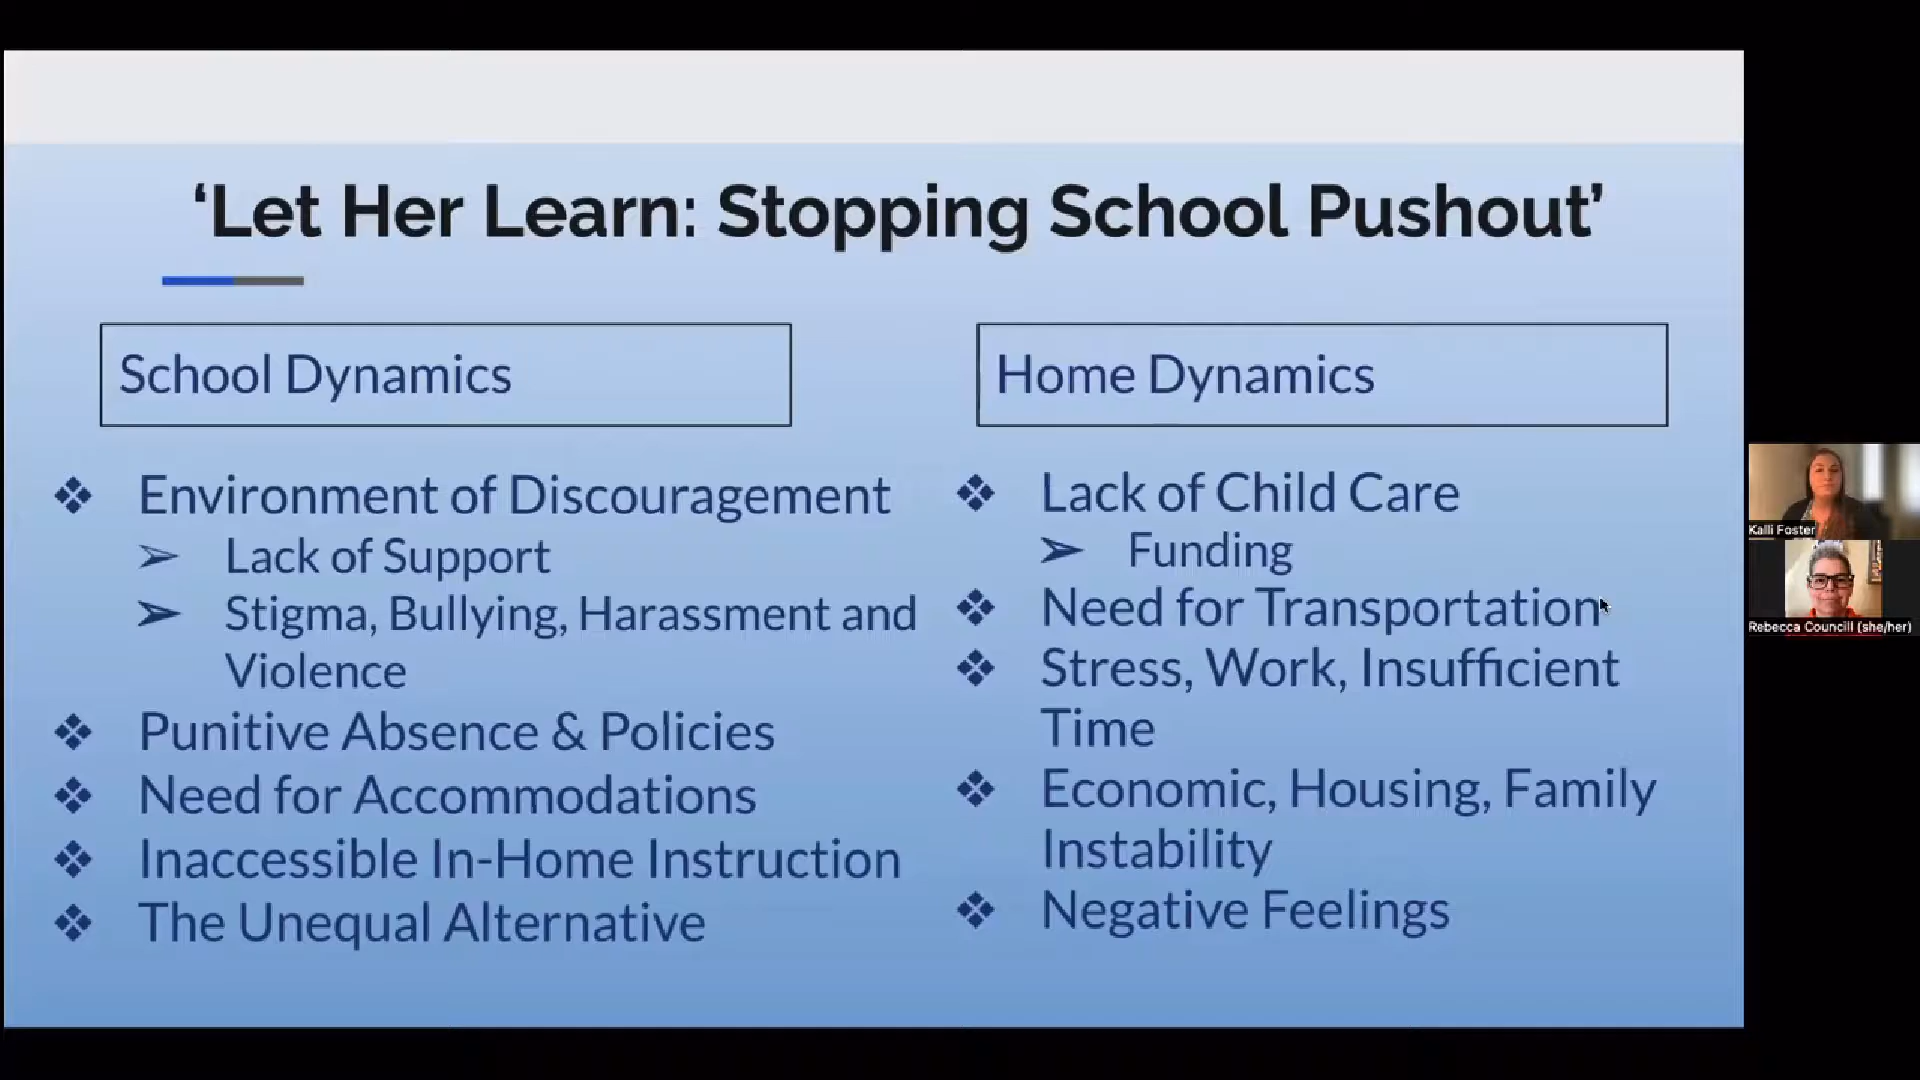 ‘Let Her Learn: Stopping School Pushout’
School Dynamics
Environment of Discouragement
Lack of Support
Stigma, Bullying, Harassment and
Violence
Punitive Absence & Policies
Need for Accommodations
Inaccessible In-Home Instruction
The Unequal Alternative
Home Dynamics
Lack of Child Care
Funding
Need for Transportation
Stress, Work, Insufficient
Time
Economic, Housing, Family
Instability
Negative Feelings
Kalli Foster
Rebecca Councill (she/her)